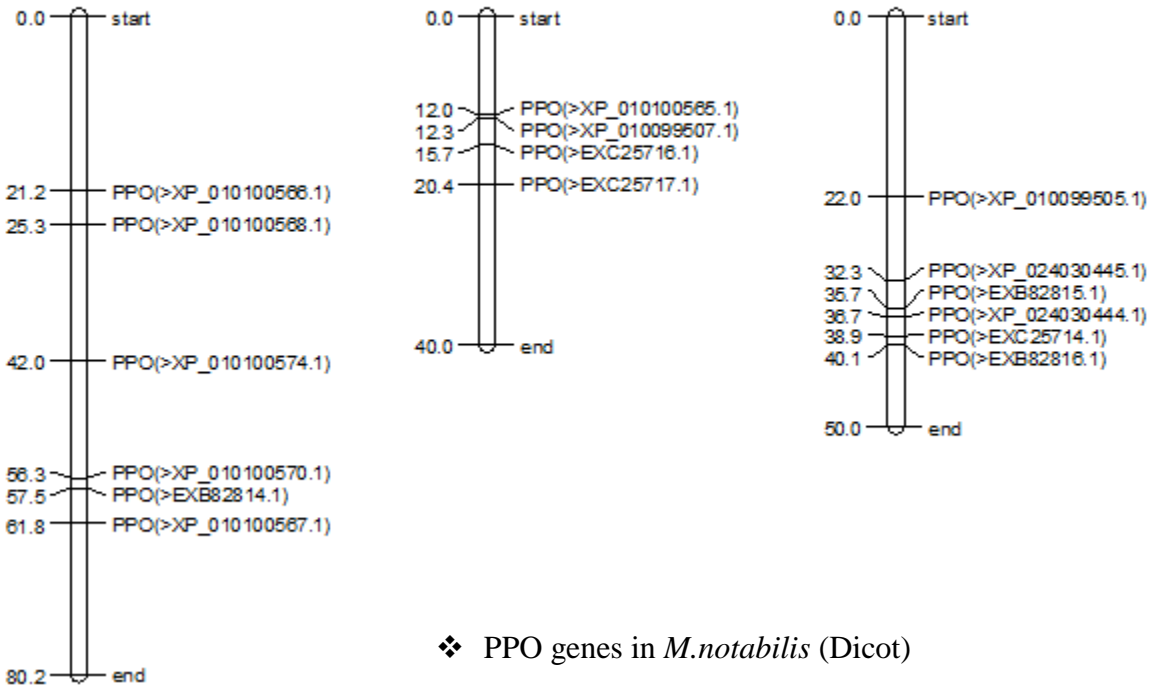 0.0 start
21.2 PPO(>XP_010100566.1)
25.3 PPO(>XP_010100568.1)
42.0 PPO(>XP_010100574.1)
56.3 PPO(>XP_010100570.1)
57.5 PPO(>EXB82814.1)
61.8 PPO(>XP_010100567.1)
80.2 end
0.0 start
12.0 PPO(>XP_010100565.1)
12.3 PPO(>XP_010099507.1)
15.7 PPO(>EXC25716.1)
20.4 PPO(>EXC25717.1)
40.0 end
0.0 start
22.0 PPO(>XP_010099505.1)
32.3 PPO(>XP_024030445.1)
35.7 PPO(>EXB82815.1)
36.7 PPO(>XP_024030444.1)
38.9 PPO(>EXC25714.1)
40.1 PPO(>EXB82816.1)
50.0 end
❖ PPO genes in M.notabilis (Dicot)